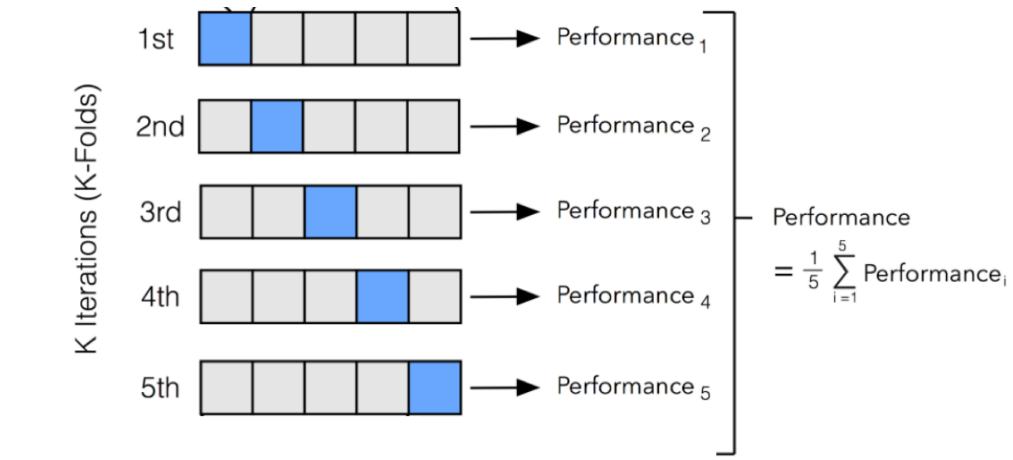 K Iterations (K-Folds)
1st
Performance 1
2nd
Performance 2
3rd
Performance 3
4th
Performance 4
5th
Performance 5
Performance
= 1/5 5 ∑ i=1 Performance i